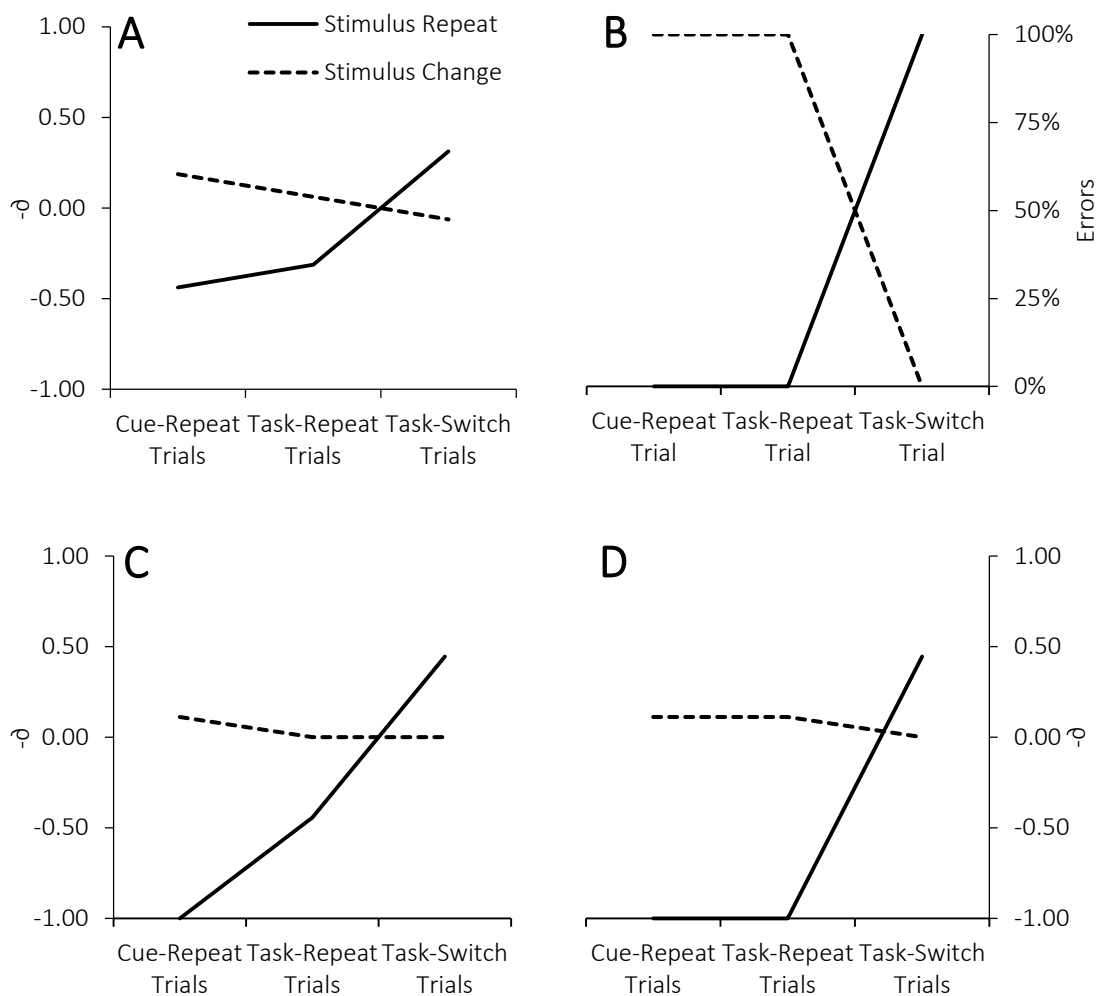 A
Stimulus Repeat
Stimulus Change
1.00
0.50
0.00
-0.50
-1.00
-∂
Cue-Repeat Task-Repeat Task-Switch
Trials Trials Trials
B
100%
75%
50%
25%
0%
Errors
Cue-Repeat Task-Repeat Task-Switch
Trial Trial Trial
C
1.00
0.50
0.00
-0.50
-1.00
-∂
Cue-Repeat Task-Repeat Task-Switch
Trials Trials Trials
D
1.00
0.50
0.00
-0.50
-1.00
-∂
Cue-Repeat Task-Repeat Task-Switch
Trials Trials Trials